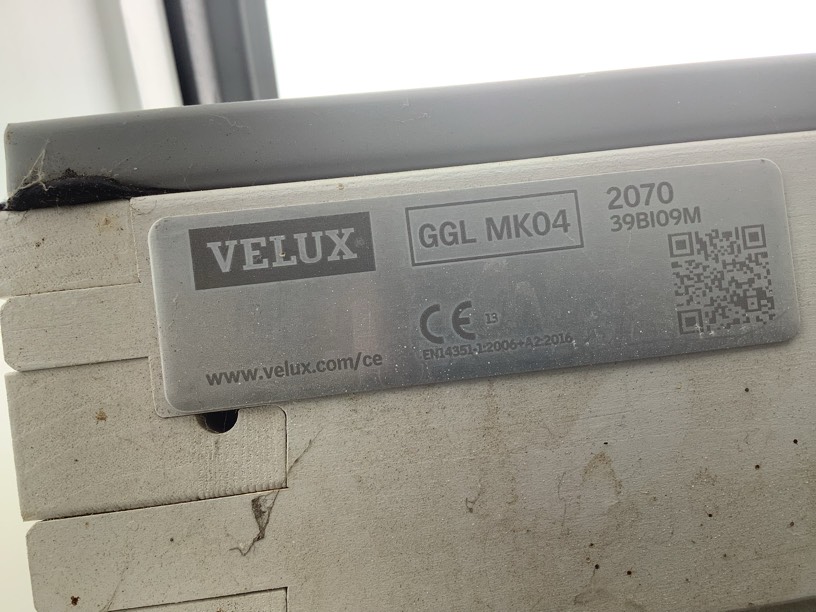 VELUX
GGL MK04
2070
39BI09M
CE 13
EN14351-1:2006+A2:2016
www.velux.com/ce